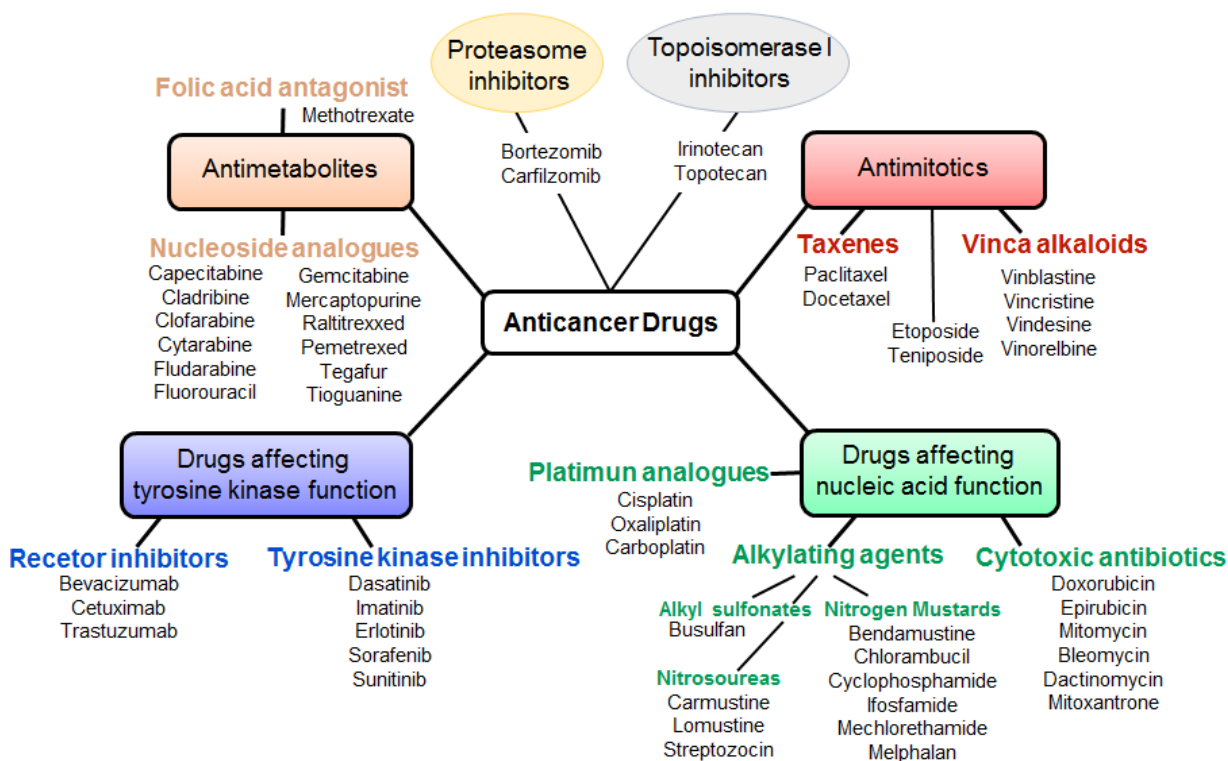 Proteasome
inhibitors
Topoisomerase I
inhibitors
Folic acid antagonist
Methotrexate
Antimetabolites
Bortezomib
Carfilzomib
Irinotecan
Topotecan
Antimitotics
Nucleoside analogues
Capecitabine
Cladribine
Clofarabine
Cytarabine
Fludarabine
Fluorouracil
Gemcitabine
Mercaptopurine
Raltitrexxed
Pemetrexed
Tegafur
Tioguanine
Anticancer Drugs
Taxenes
Paclitaxel
Docetaxel
Etoposide
Teniposide
Vinca alkaloids
Vinblastine
Vincristine
Vindesine
Vinorelbine
Drugs affecting
tyrosine kinase function
Recetor inhibitors
Bevacizumab
Cetuximab
Trastuzumab
Tyrosine kinase inhibitors
Dasatinib
Imatinib
Erlotinib
Sorafenib
Sunitinib
Drugs affecting
nucleic acid function
Platimun analogues
Cisplatin
Oxaliplatin
Carboplatin
Alkylating agents
Alkyl sulfonates
Busulfan
Nitrosoureas
Carmustine
Lomustine
Streptozocin
Nitrogen Mustards
Bendamustine
Chlorambucil
Cyclophosphamide
Ifosfamide
Mechlorethamide
Melphalan
Cytotoxic antibiotics
Doxorubicin
Epirubicin
Mitomycin
Bleomycin
Dactinomycin
Mitoxantrone